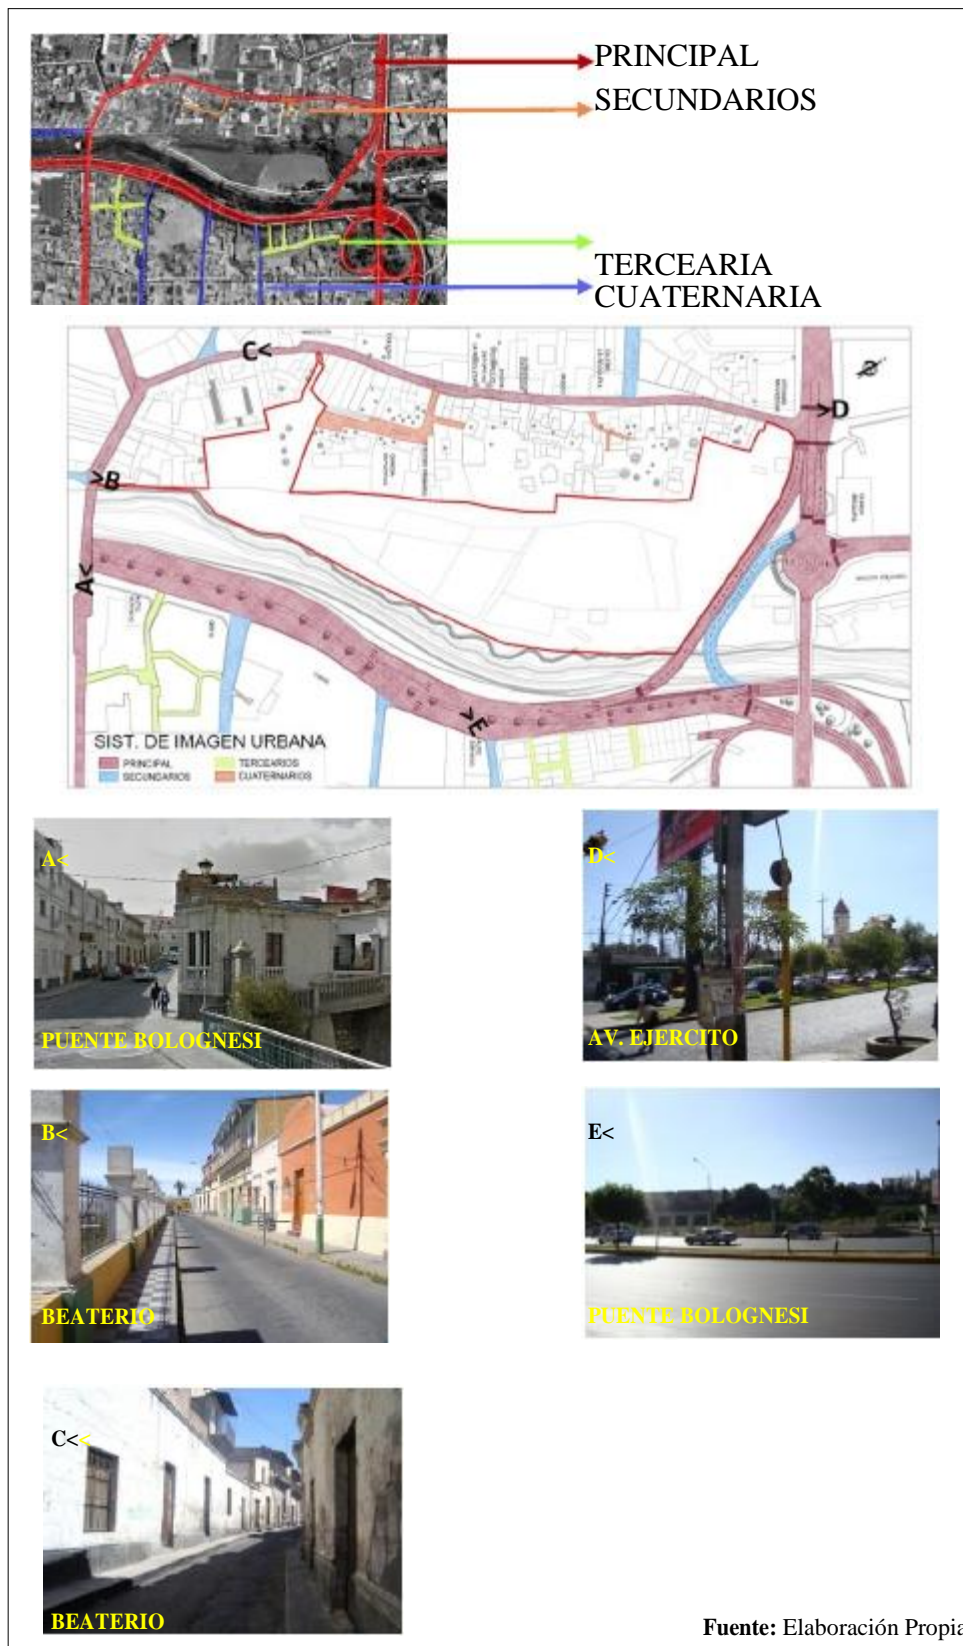 PRINCIPAL
SECUNDARIOS
TERCEARIA
CUATERNARIA
C<
>D
>B
A<
>E
SIST. DE IMAGEN URBANA
PRINCIPAL
TERCEARIOS
SECUNDARIOS
CUATERNARIOS
A<
PUENTE BOLOGNESI
D<
AV. EJERCITO
B<
BEATERIO
E<
PUENTE BOLOGNESI
C<<
BEATERIO
Fuente: Elaboración Propia